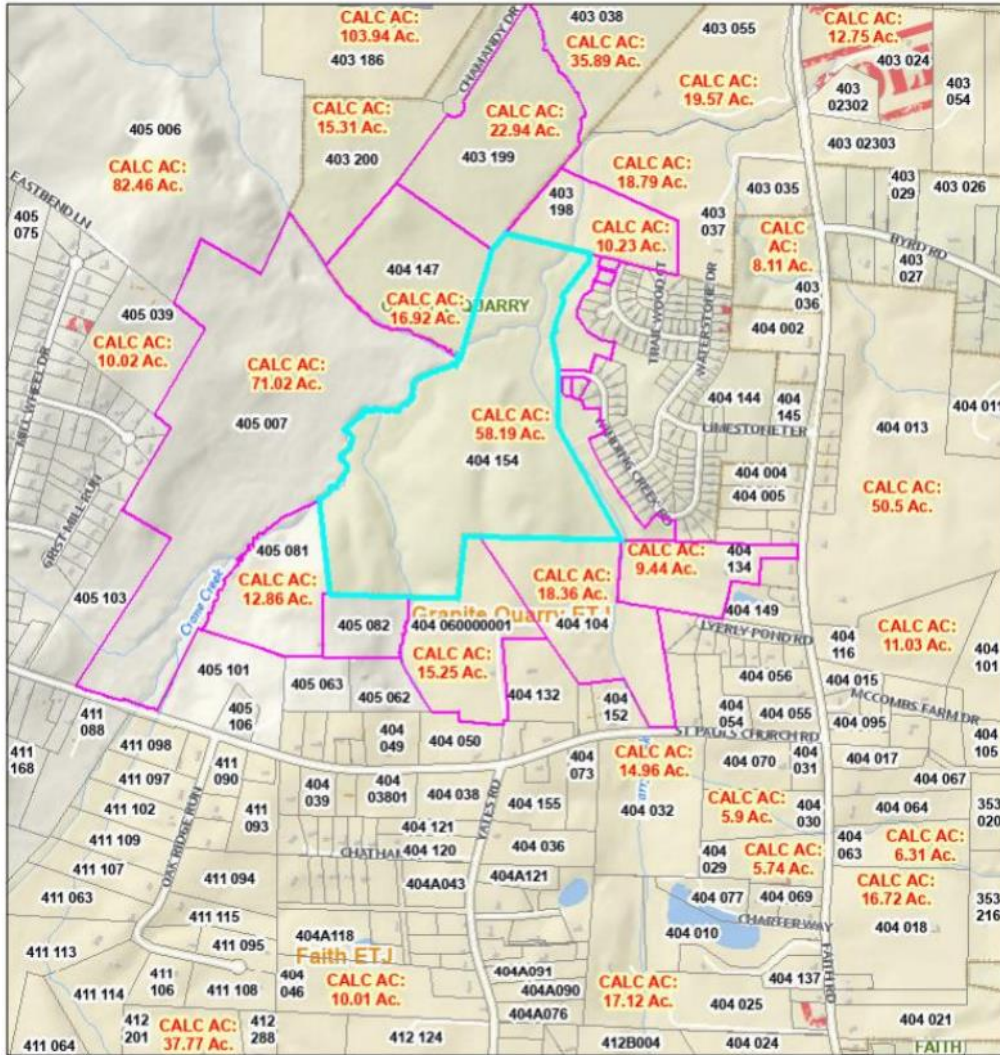 CALC AC:
103.94 Ac.
403 186
CHAMANDY DR
403 038
CALC AC:
35.89 Ac.
403 055
CALC AC:
12.75 Ac.
403 024
403
02302
403
054
CALC AC:
19.57 Ac.
CALC AC:
15.31 Ac.
403 200
CALC AC:
22.94 Ac.
403 199
403 02303
405 006
CALC AC:
82.46 Ac.
CALC AC:
18.79 Ac.
403
198
403 035
403
029
403 026
EASTBEND LN
405
075
CALC AC:
10.23 Ac.
403
037
CALC
AC:
8.11 Ac.
BYRD RD
403
027
403
036
404 147
CALC AC:
16.92 Ac.
QUARRY
TRAIL WOOD CT
WATERSTONE DR
404 002
405 039
CALC AC:
10.02 Ac.
MILL WHEEL DR
CALC AC:
71.02 Ac.
405 007
CALC AC:
58.19 Ac.
404 154
404 144
404
145
404 011
404 013
WINDING CREEK RD
404 004
404 005
CALC AC:
50.5 Ac.
GRIST MILL RUN
405 081
CALC AC:
12.86 Ac.
Crane Creek
405 103
CALC AC:
9.44 Ac.
404
134
CALC AC:
18.36 Ac.
404 149
Granite Quarry ETJ
405 082
404 060000001
404 104
LYERLY POND RD
404
116
CALC AC:
11.03 Ac.
404
101
CALC AC:
15.25 Ac.
405 101
405 063
405 062
404 132
404
152
404 056
404 015
MCCOMBS FARM DR
404
054
404 055
404 095
404
105
411
088
405
106
ST PAULS CHURCH RD
411
168
411 098
404
049
404 050
404
073
CALC AC:
14.96 Ac.
404 070
404
031
404 017
411 097
411
090
404
039
404
03801
404 038
YATES RD
404 155
404 032
404 067
411 102
411
093
CALC AC:
5.9 Ac.
404
030
404 064
353
020
411 109
404 121
404 120
404 036
404
029
CALC AC:
5.74 Ac.
404
063
CALC AC:
6.31 Ac.
411 107
OAK RIDGE RUN
411 094
404A043
404A121
404 077
404 069
CALC AC:
16.72 Ac.
411 063
411 115
CHARTER WAY
353
216
404 018
411 113
411 095
404A118
Faith ETJ
404 010
411 114
411
106
411 108
404
046
CALC AC:
10.01 Ac.
404A091
404A090
404A076
CALC AC:
17.12 Ac.
404 137
FAITH RD
404 025
411 064
412
201
CALC AC:
37.77 Ac.
412
288
412 124
412B004
404 024
404 021
FAITH